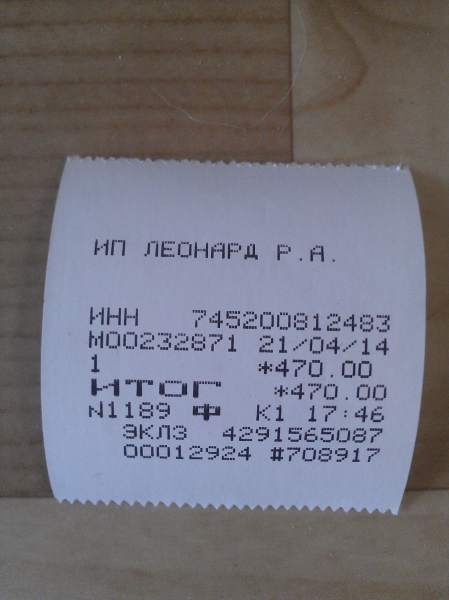 ИП ЛЕОНАРД Р.А.
ИНН 745200812483
М00232871 21/04/14
1 *470.00
ИТОГ *470.00
N1189 Ф К1 17:46
ЭКЛЗ 4291565087
00012924 #708917